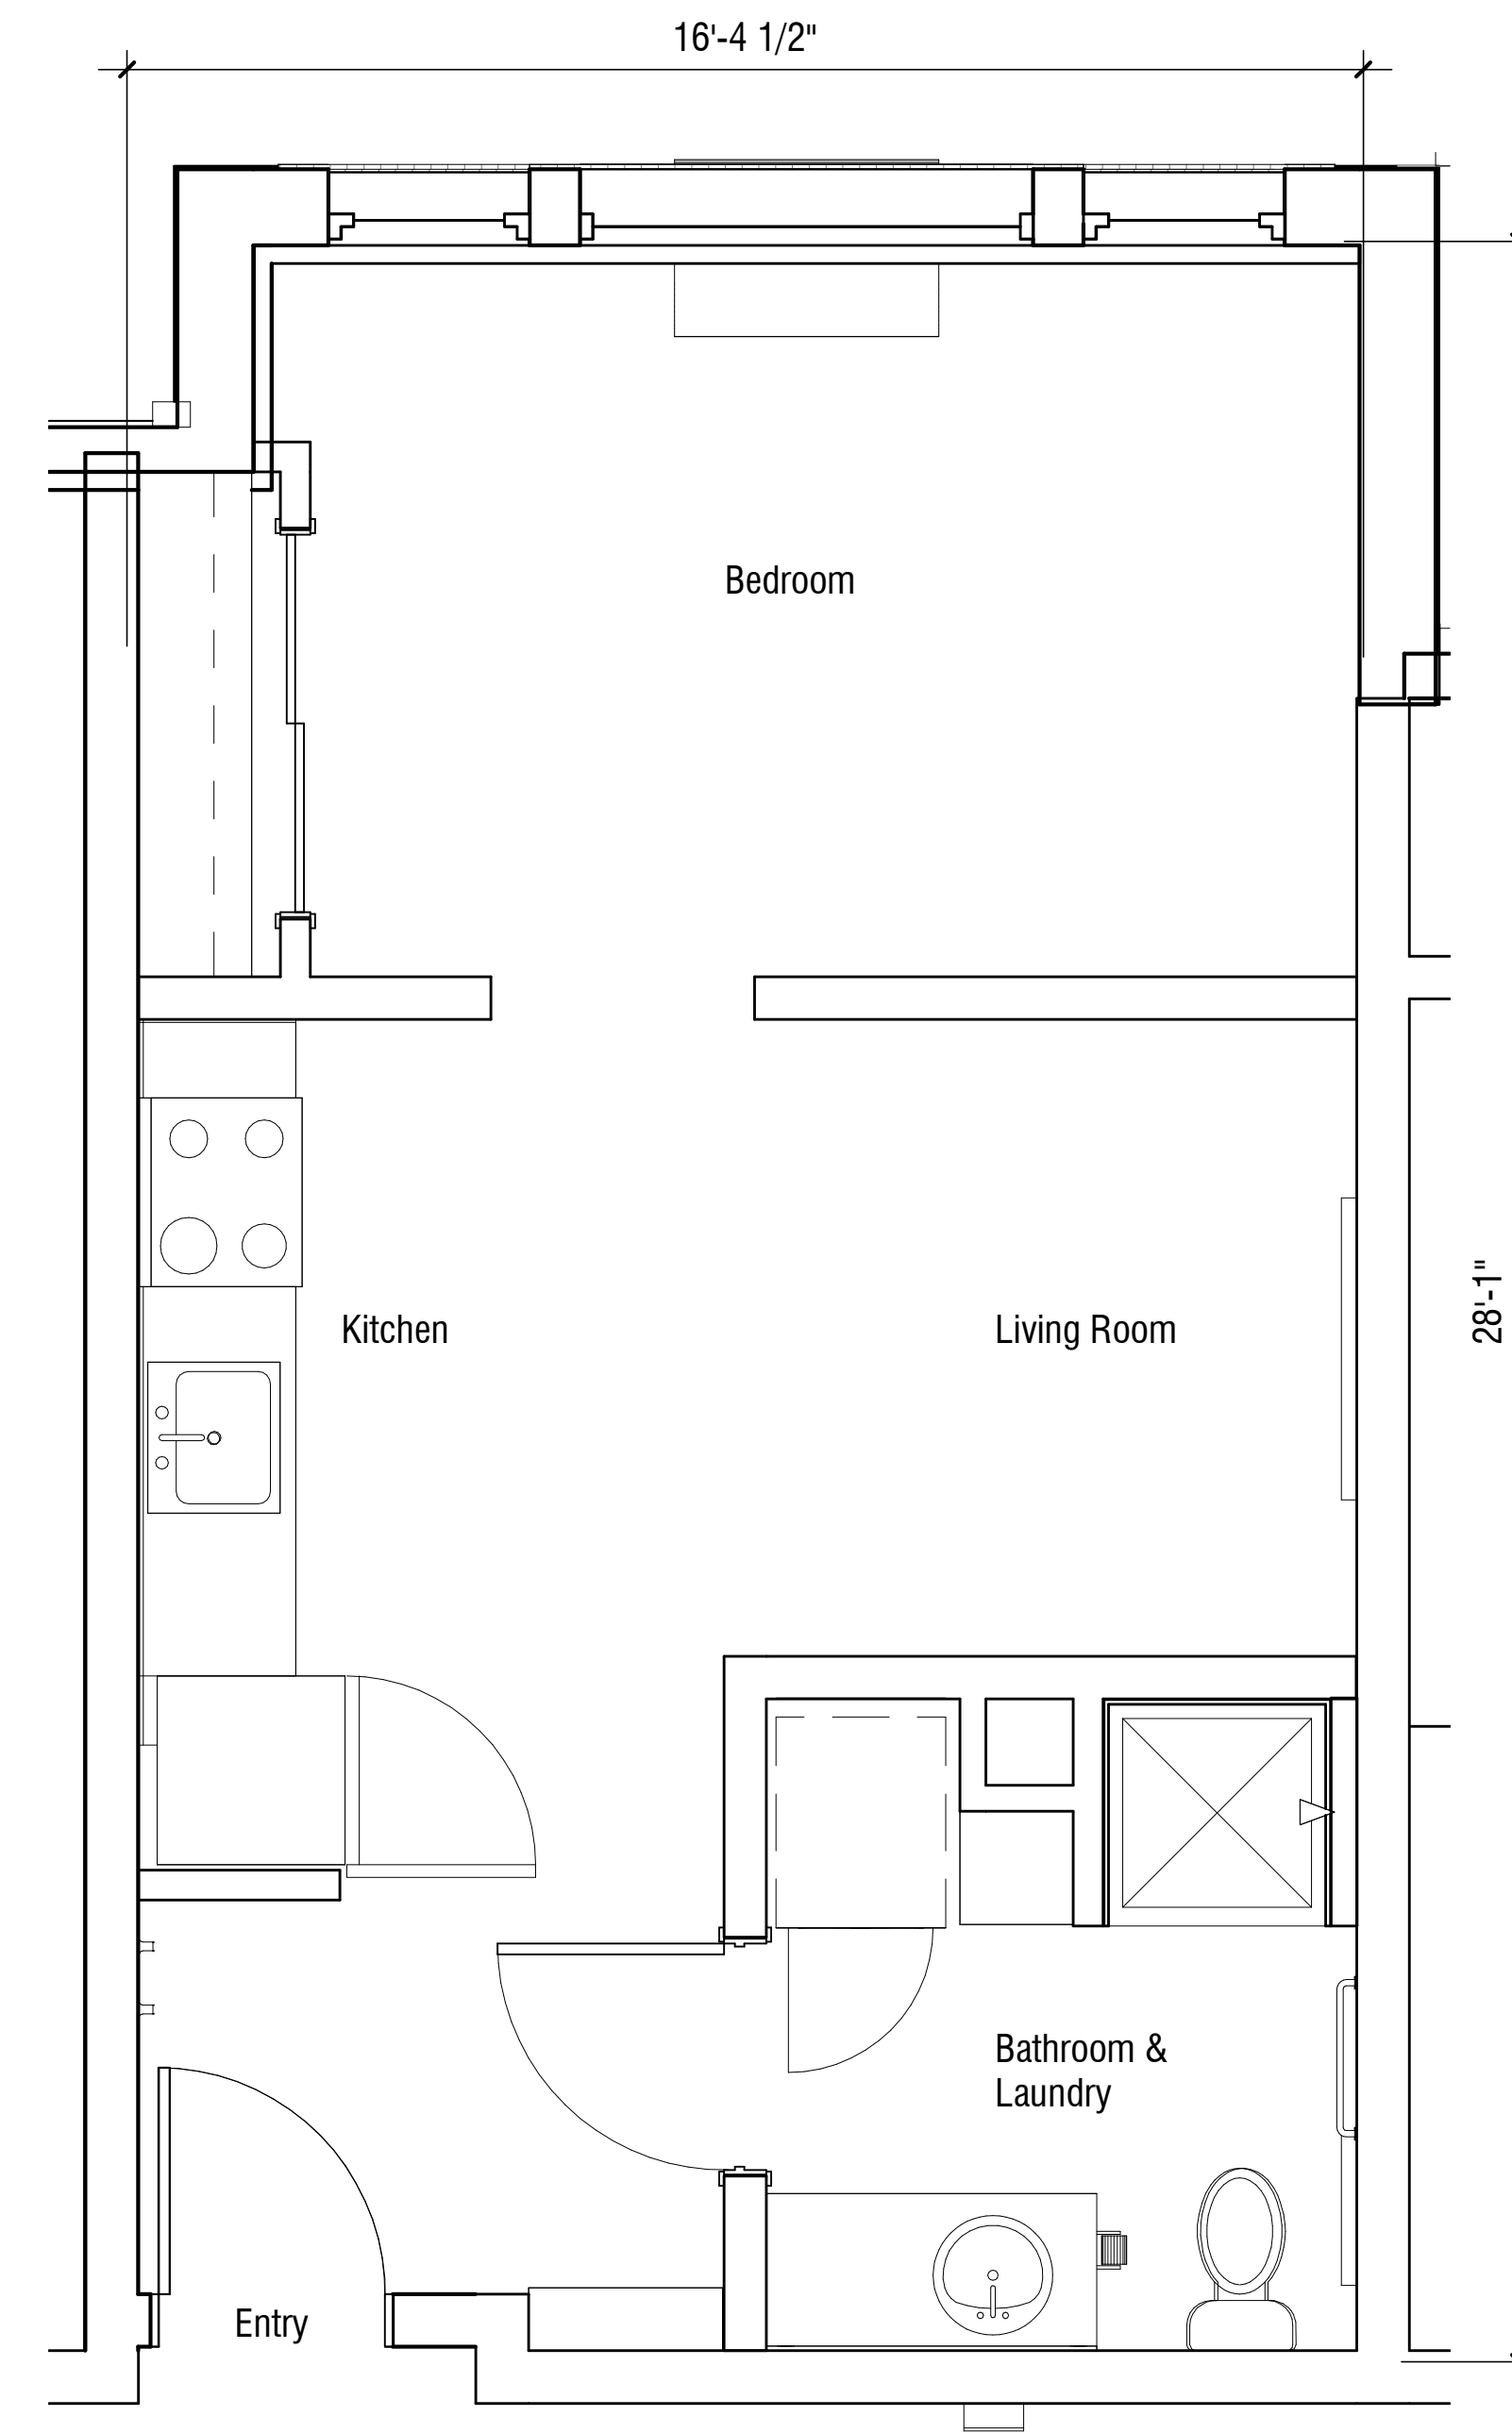 16'-4 1/2"
Bedroom
Kitchen
Living Room
28'-1"
Bathroom &
Laundry
Entry